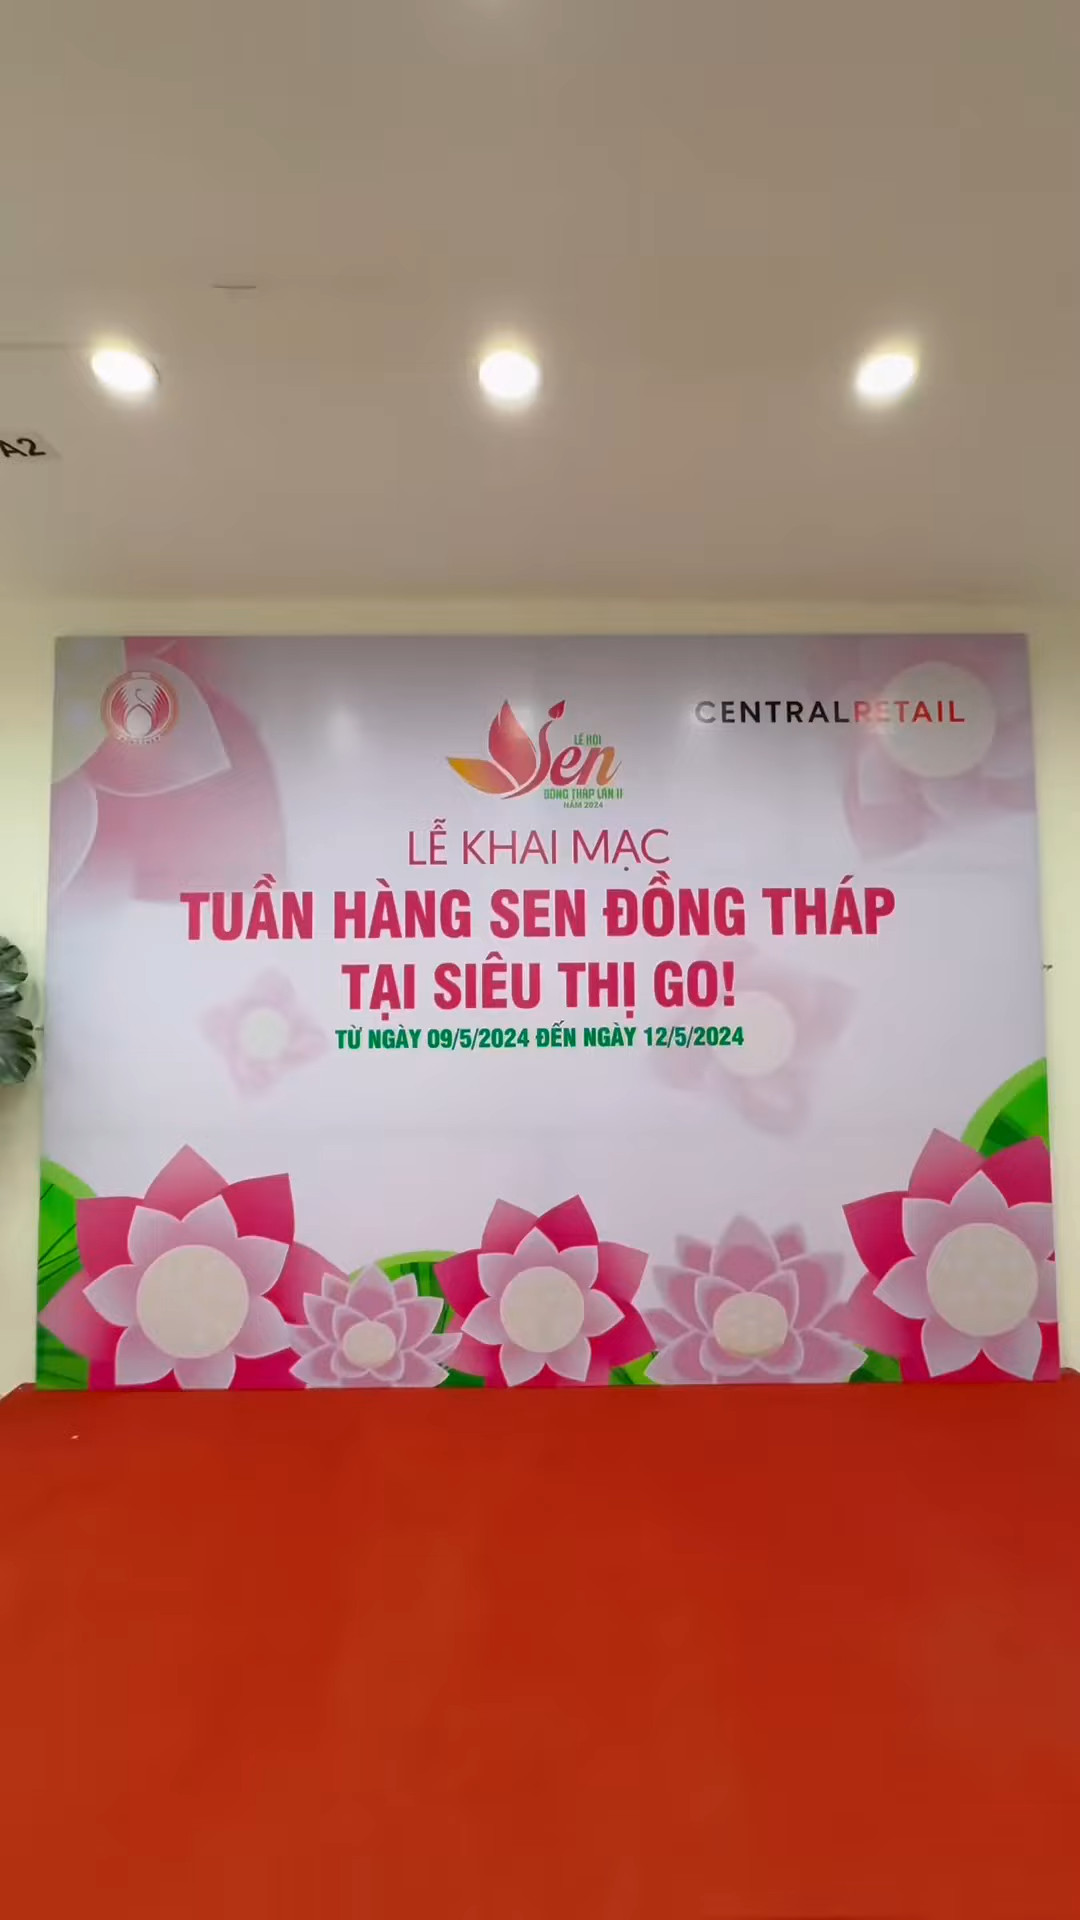 A2
CENTRALRETAIL
LỄ HỘI
Sen
ĐỒNG THÁP LẦN II
NĂM 2024
LỄ KHAI MẠC
TUẦN HÀNG SEN ĐỒNG THÁP
TẠI SIÊU THỊ GO!
TỪ NGÀY 09/5/2024 ĐẾN NGÀY 12/5/2024